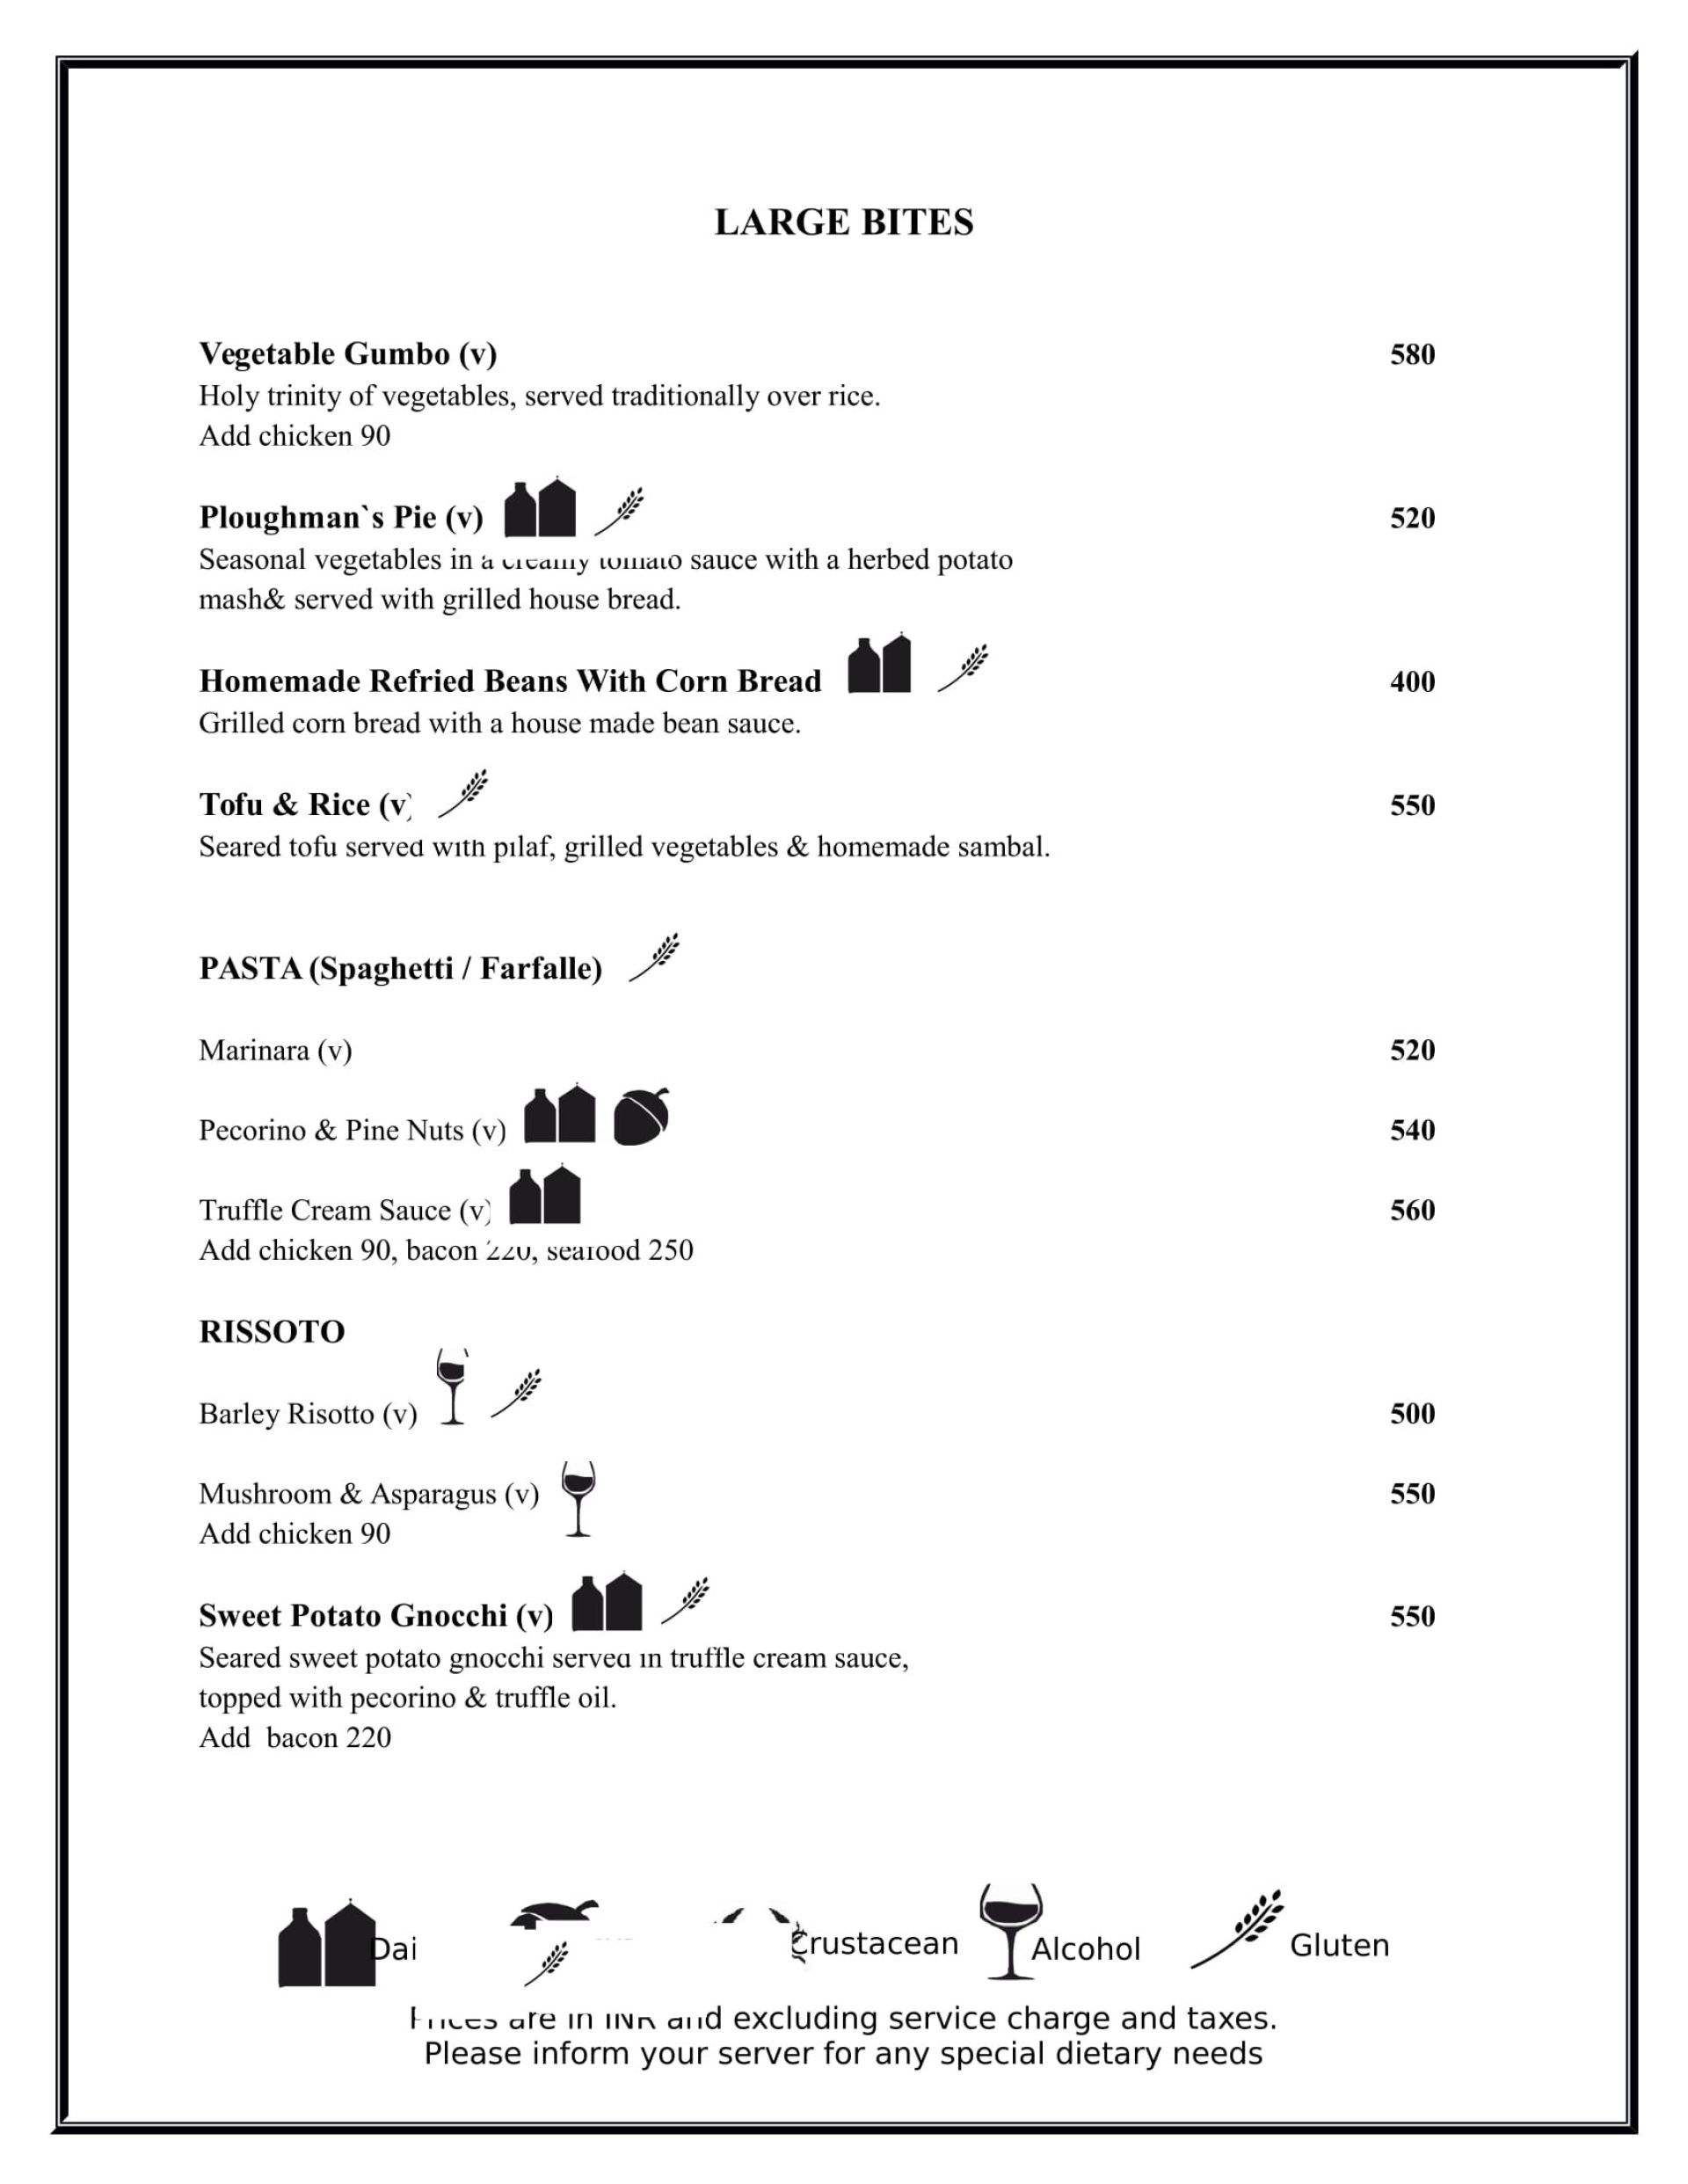 LARGE BITES
Vegetable Gumbo (v) 580
Holy trinity of vegetables, served traditionally over rice.
Add chicken 90
Ploughman`s Pie (v) 520
Seasonal vegetables in a creamy tomato sauce with a herbed potato
mash& served with grilled house bread.
Homemade Refried Beans With Corn Bread 400
Grilled corn bread with a house made bean sauce.
Tofu & Rice (v) 550
Seared tofu served with pilaf, grilled vegetables & homemade sambal.
PASTA (Spaghetti / Farfalle)
Marinara (v) 520
Pecorino & Pine Nuts (v) 540
Truffle Cream Sauce (v) 560
Add chicken 90, bacon 220, seafood 250
RISSOTO
Barley Risotto (v) 500
Mushroom & Asparagus (v) 550
Add chicken 90
Sweet Potato Gnocchi (v) 550
Seared sweet potato gnocchi served in truffle cream sauce,
topped with pecorino & truffle oil.
Add bacon 220
Dai Crustacean Alcohol Gluten
Prices are in INR and excluding service charge and taxes.
Please inform your server for any special dietary needs